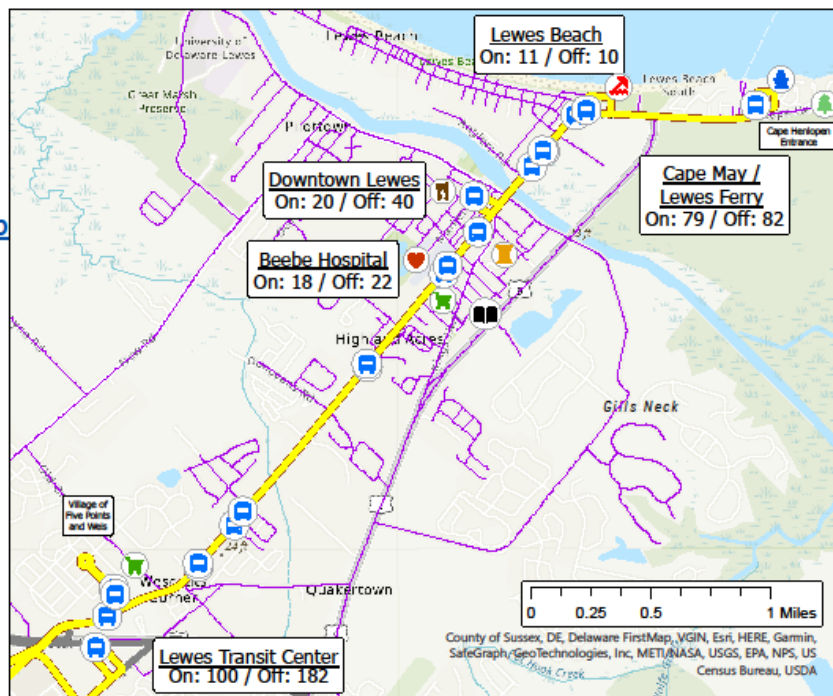 University of
Delaware Lewes
Lewes Beach
Lewes Beach
On: 11 / Off: 10
Lewes Beach
South
Great Marsh
Preserve
Pilottown
Cape Henlopen
Entrance
Downtown Lewes
On: 20 / Off: 40
Cape May /
Lewes Ferry
On: 79 / Off: 82
Beebe Hospital
On: 18 / Off: 22
Highland Acres
Gills Neck
Village of
Five Points
and Weis
24 ft
Wescoats
Corner
Quakertown
0 0.25 0.5 1 Miles
County of Sussex, DE, Delaware FirstMap, VGIN, Esri, HERE, Garmin,
SafeGraph, GeoTechnologies, Inc, METI/NASA, USGS, EPA, NPS, US
Census Bureau, USDA
Lewes Transit Center
On: 100 / Off: 182